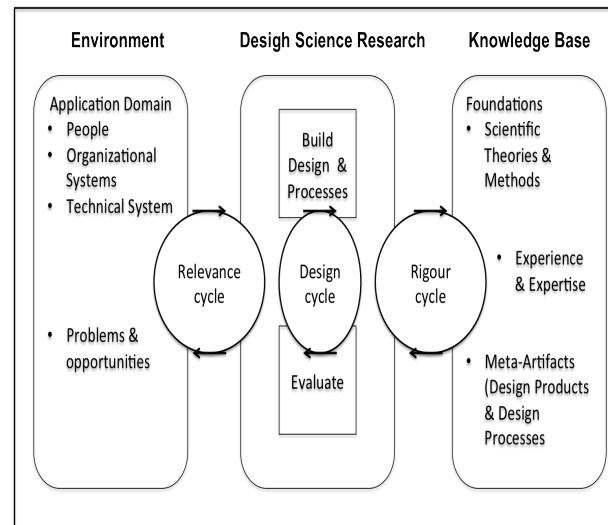 Environment
Desigh Science Research
Knowledge Base
Application Domain
• People
• Organizational
Systems
• Technical System
• Problems &
opportunities
Relevance
cycle
Build
Design &
Processes
Design
cycle
Evaluate
Rigour
cycle
Foundations
• Scientific
Theories &
Methods
• Experience
& Expertise
• Meta-Artifacts
(Design Products
& Design
Processes